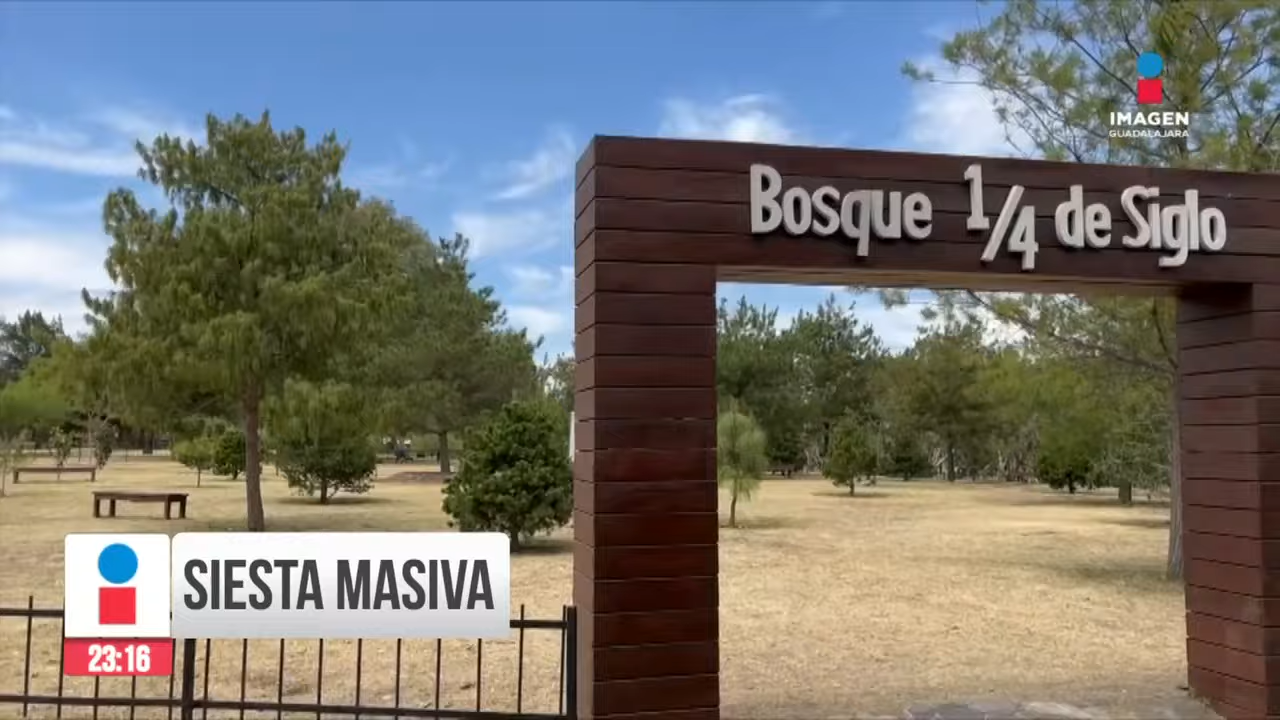 IMAGEN
GUADALAJARA
Bosque 1/4 de Siglo
SIESTA MASIVA
23:16